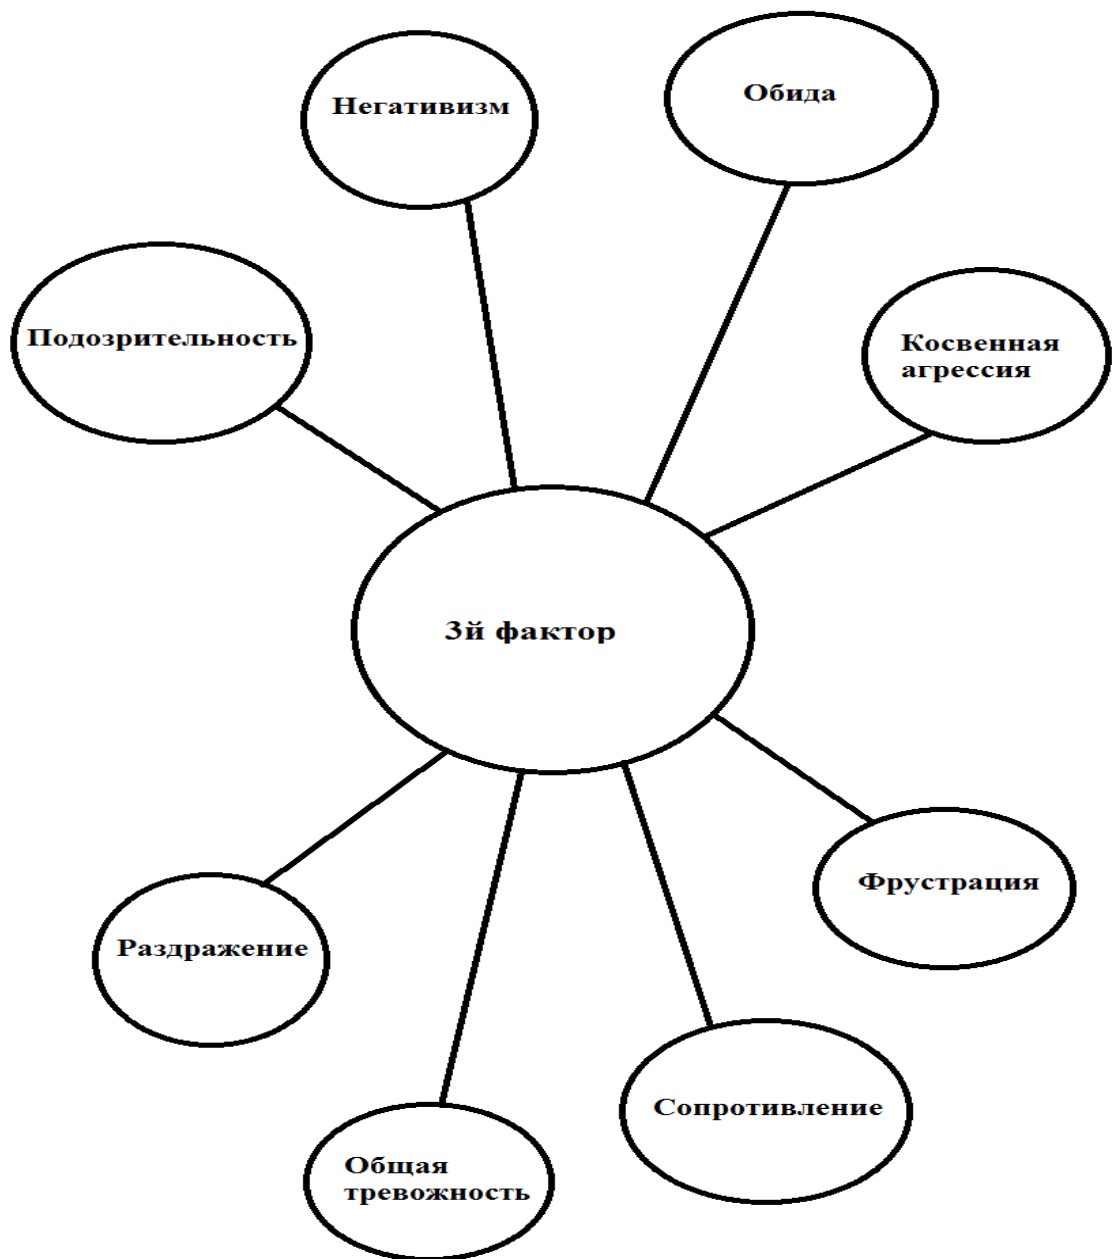 Негативизм
Обида
Подозрительность
Косвенная
агрессия
3й фактор
Фрустрация
Раздражение
Сопротивление
Общая
тревожность